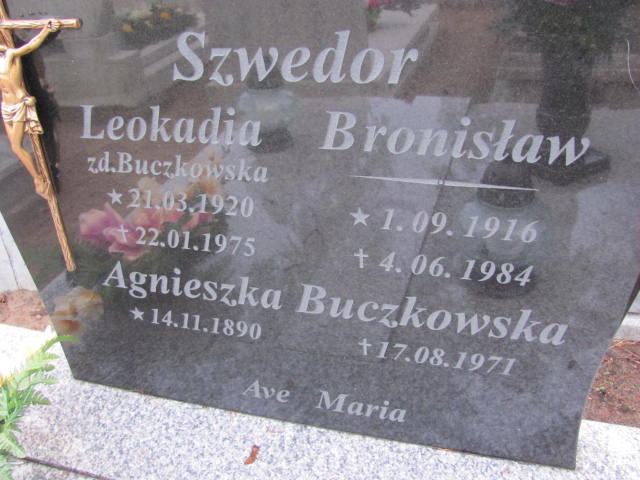 Szwedor
Leokadia
zd.Buczkowska
★21.03.1920
✝22.01.1975
Bronisław
★ 1.09.1916
✝ 4.06.1984
Agnieszka Buczkowska
★14.11.1890 ✝17.08.1971
Ave Maria